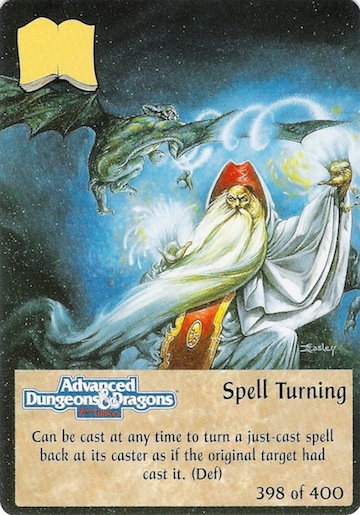 Easley
Advanced
Dungeons & Dragons
2nd Edition
Spell Turning
Can be cast at any time to turn a just-cast spell
back at its caster as if the original target had
cast it. (Def)
398 of 400